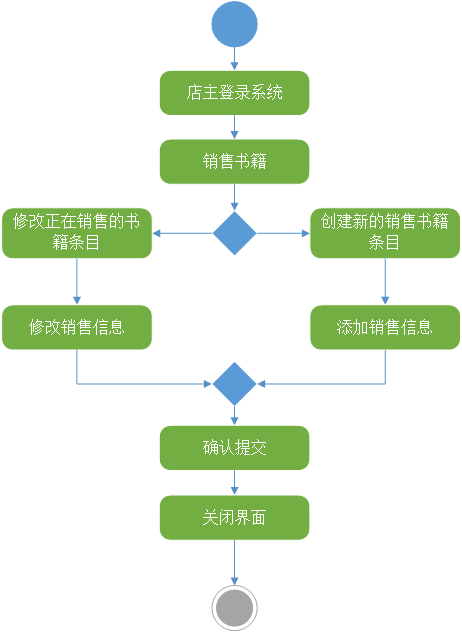 店主登录系统
销售书籍
修改正在销售的书
籍条目
创建新的销售书籍
条目
修改销售信息
添加销售信息
确认提交
关闭界面